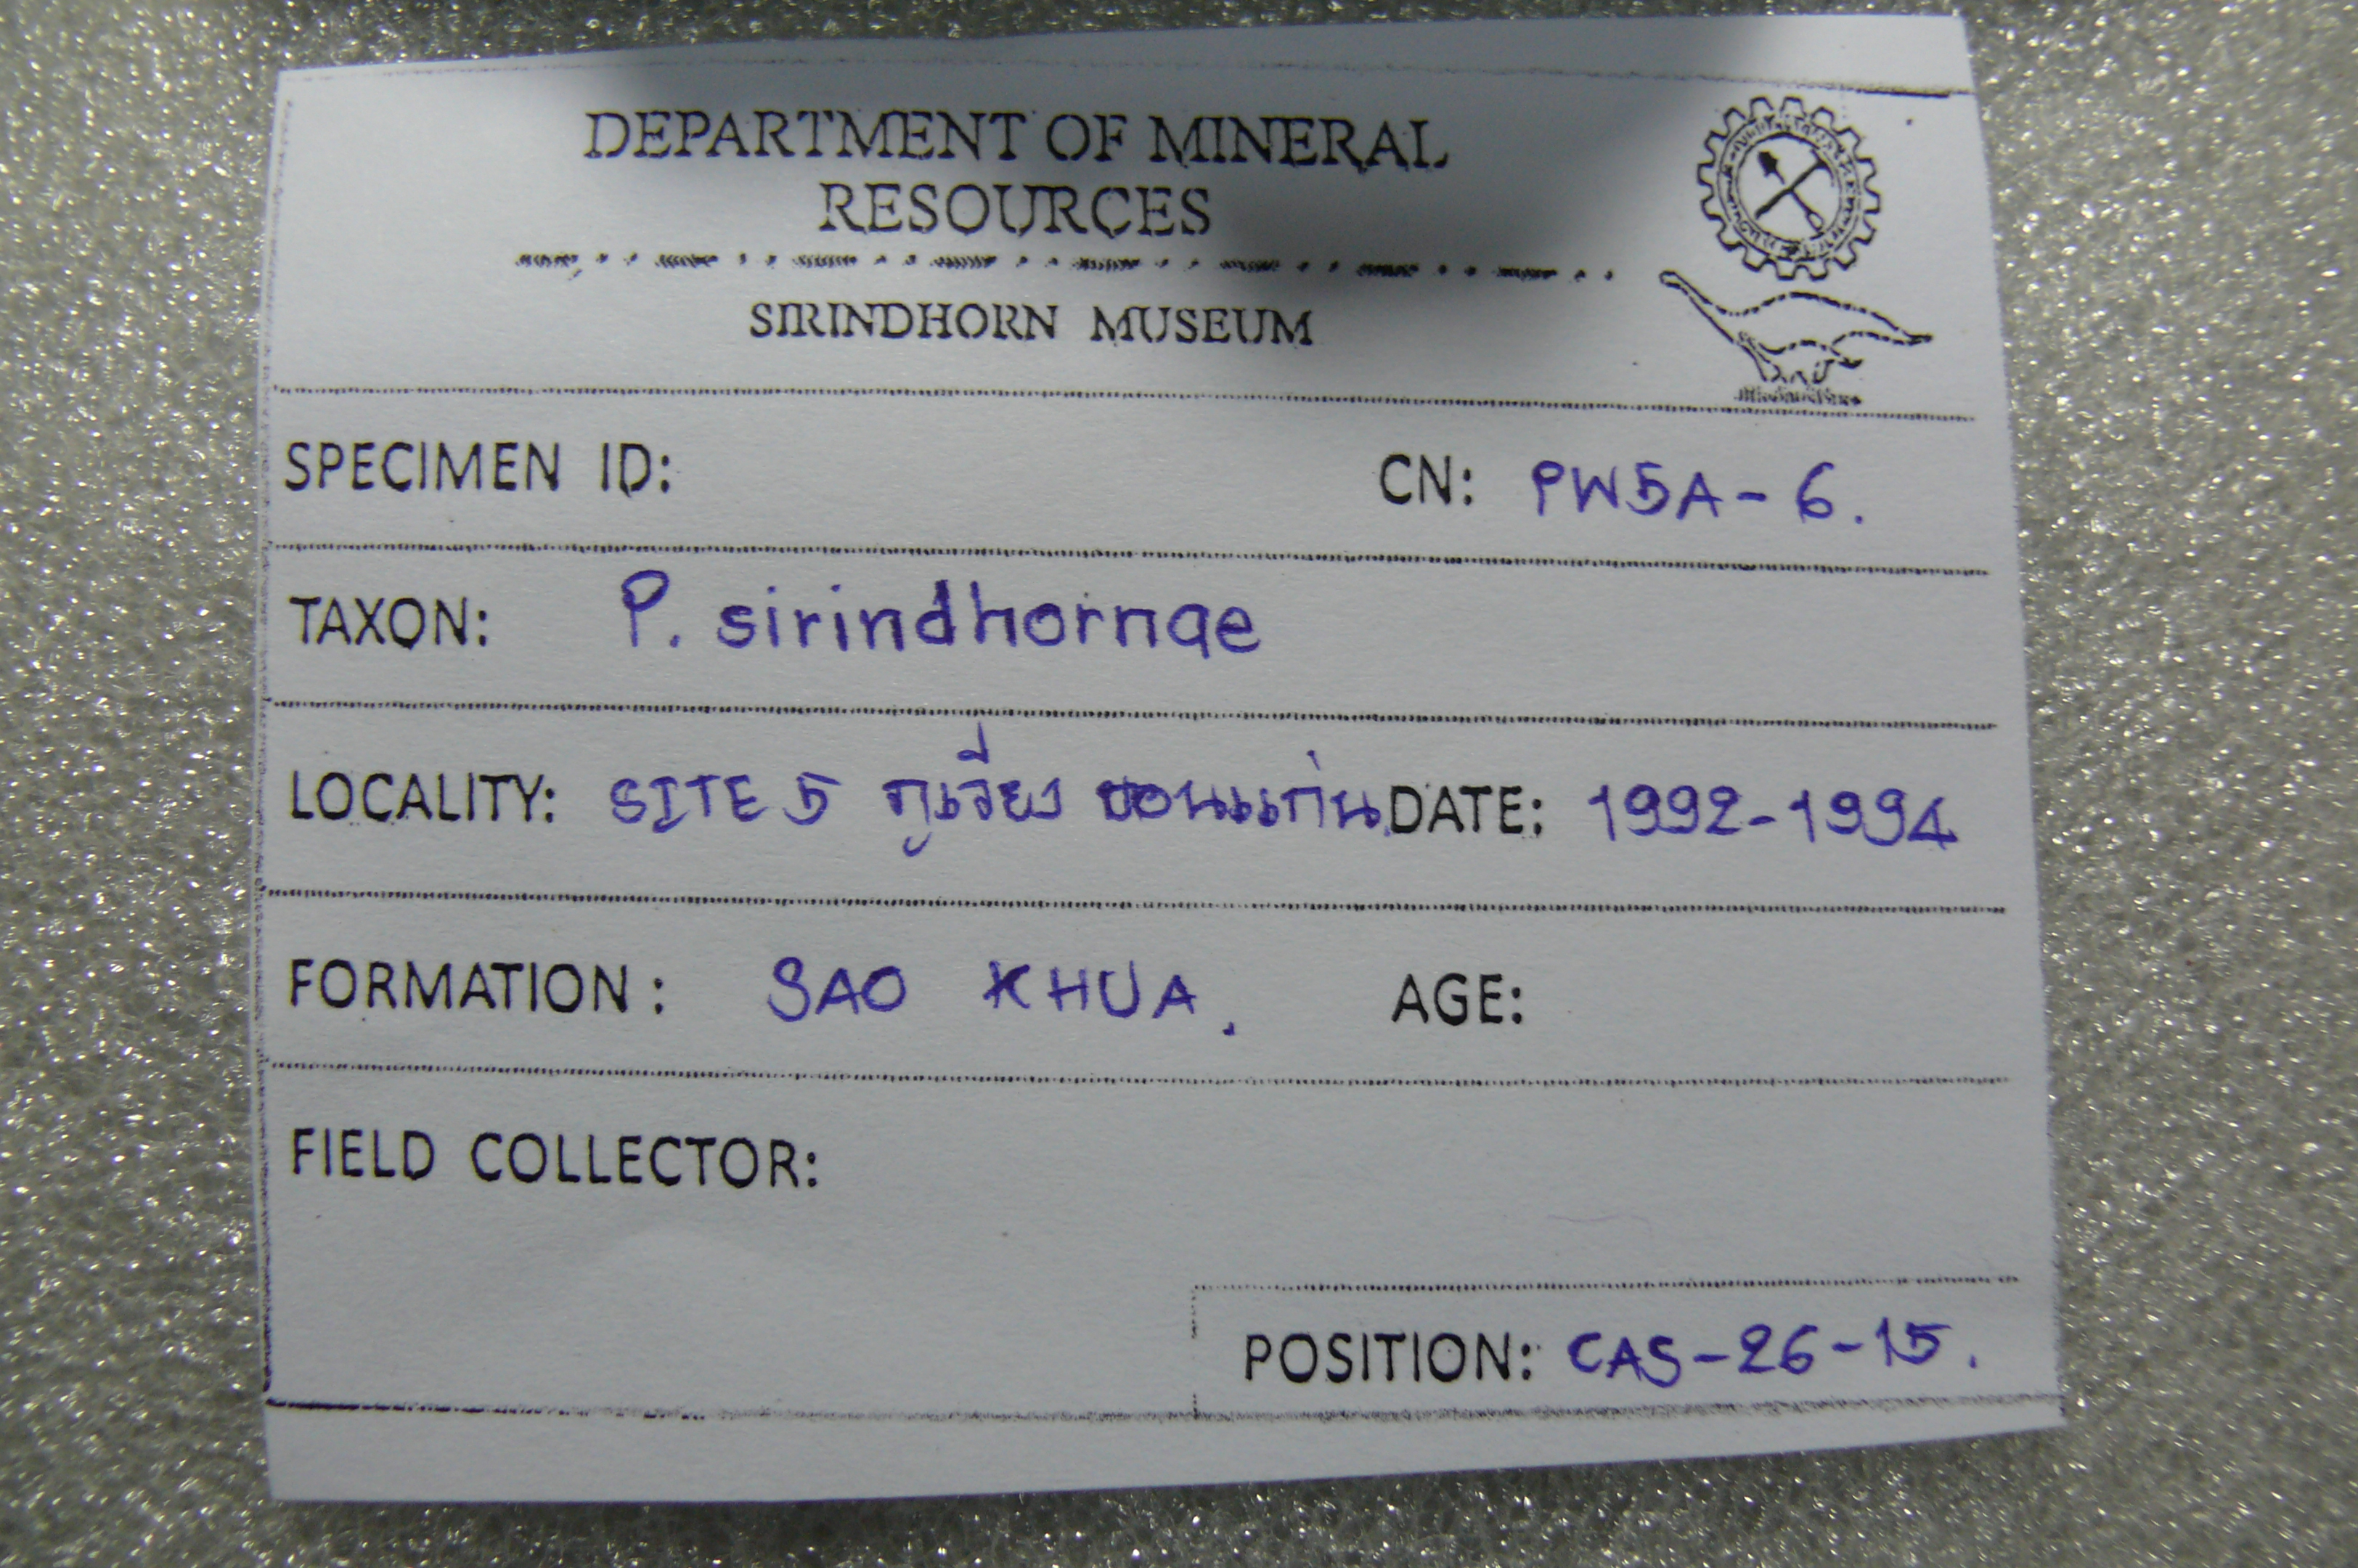 DEPARTMENT OF MINERAL
RESOURCES
SIRINDHORN MUSEUM
SPECIMEN ID: CN: PW5A-6.
TAXON: P. sirindhornae
LOCALITY: SITE 5 ภูเวียง ขอนแก่น DATE: 1992-1994
FORMATION: SAO KHUA. AGE:
FIELD COLLECTOR:
POSITION: CAS-26-15.